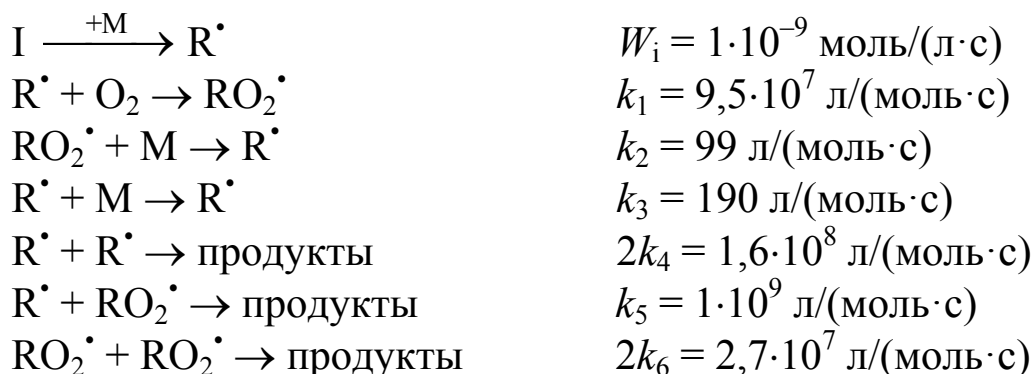 I —+M→ R• Wi = 1·10⁻⁹ моль/(л·с)
R• + O₂ → RO₂• k₁ = 9,5·10⁷ л/(моль·с)
RO₂• + M → R• k₂ = 99 л/(моль·с)
R• + M → R• k₃ = 190 л/(моль·с)
R• + R• → продукты 2k₄ = 1,6·10⁸ л/(моль·с)
R• + RO₂• → продукты k₅ = 1·10⁹ л/(моль·с)
RO₂• + RO₂• → продукты 2k₆ = 2,7·10⁷ л/(моль·с)